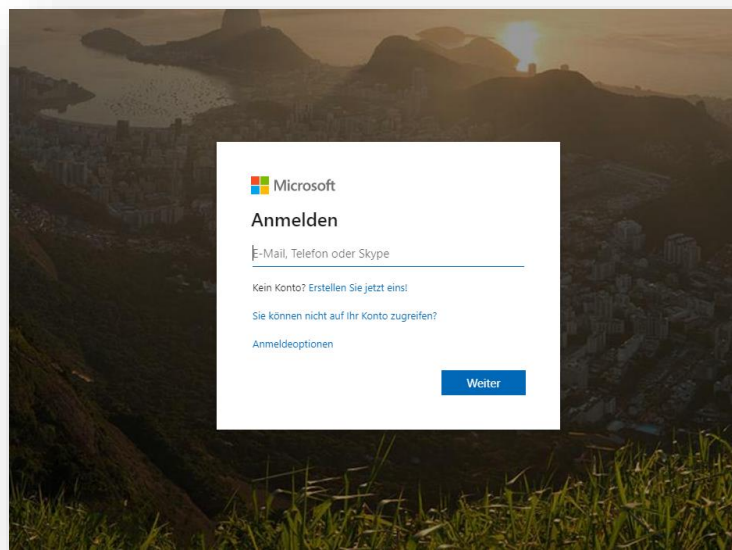 Microsoft
Anmelden
E-Mail, Telefon oder Skype
Kein Konto? Erstellen Sie jetzt eins!
Sie können nicht auf Ihr Konto zugreifen?
Anmeldeoptionen
Weiter